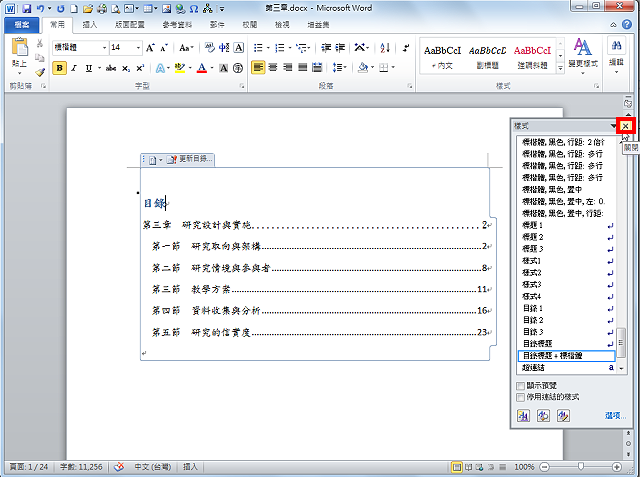 第三章.docx - Microsoft Word
檔案 常用 插入 版面配置 參考資料 郵件 校閱 檢視 增益集
標楷體 14
貼上
AaBbCcI AaBbCcD AaBbCcI
內文 副標題 強調斜體 變更樣式 編輯
剪貼簿 字型 段落 樣式
樣式
關閉
更新目錄...
目錄
第三章 研究設計與實施 2
第一節 研究取向與架構 2
第二節 研究情境與參與者 8
第三節 教學方案 11
第四節 資料收集與分析 16
第五節 研究的信實度 23
標楷體, 黑色, 行距: 2 倍行
標楷體, 黑色, 行距: 多行
標楷體, 黑色, 行距: 多行
標楷體, 黑色, 行距: 多行
標楷體, 黑色, 置中
標楷體, 黑色, 置中, 左: 0.
標楷體, 黑色, 置中, 行距:
標題 1
標題 2
標題 3
樣式1
樣式2
樣式3
樣式4
目錄 1
目錄 2
目錄 3
目錄標題
目錄標題 + 標楷體
超連結 a
顯示預覽
停用連結的樣式
選項...
頁面: 1 / 24 字數: 11,256 中文 (台灣) 插入 100%